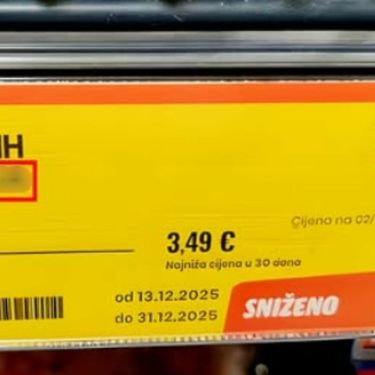 IH
Cijena na 02/
3,49 €
Najniža cijena u 30 dana
od 13.12.2025
do 31.12.2025
SNIŽENO